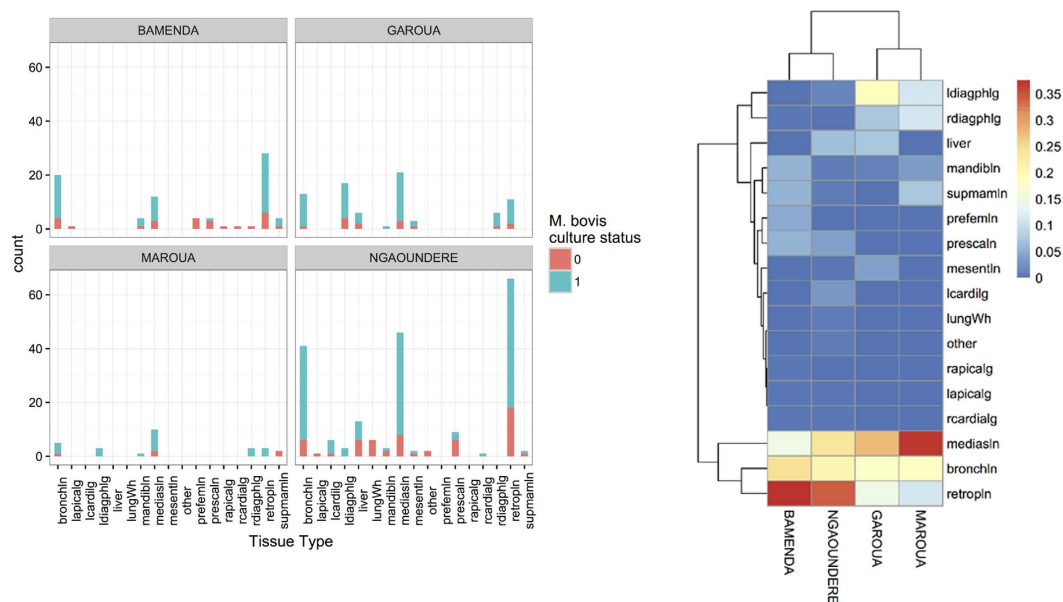 BAMENDA
GAROUA
60
40
20
0
MAROUA
NGAOUNDERE
60
40
20
0
count
bronchln
lapicalg
lcardilg
ldiagphlg
liver
lungWh
mandibln
mediasln
mesentln
other
prefemln
prescaln
rapicalg
rcardialg
rdiagphlg
retropln
supmamln
bronchln
lapicalg
lcardilg
ldiagphlg
liver
lungWh
mandibln
mediasln
mesentln
other
prefemln
prescaln
rapicalg
rcardialg
rdiagphlg
retropln
supmamln
Tissue Type
M. bovis
culture status
0
1
ldiagphlg
rdiagphlg
liver
mandibln
supmamln
prefemln
prescaln
mesentln
lcardilg
lungWh
other
rapicalg
lapicalg
rcardialg
mediasln
bronchln
retropln
BAMENDA
NGAOUNDERE
GAROUA
MAROUA
0.35
0.3
0.25
0.2
0.15
0.1
0.05
0